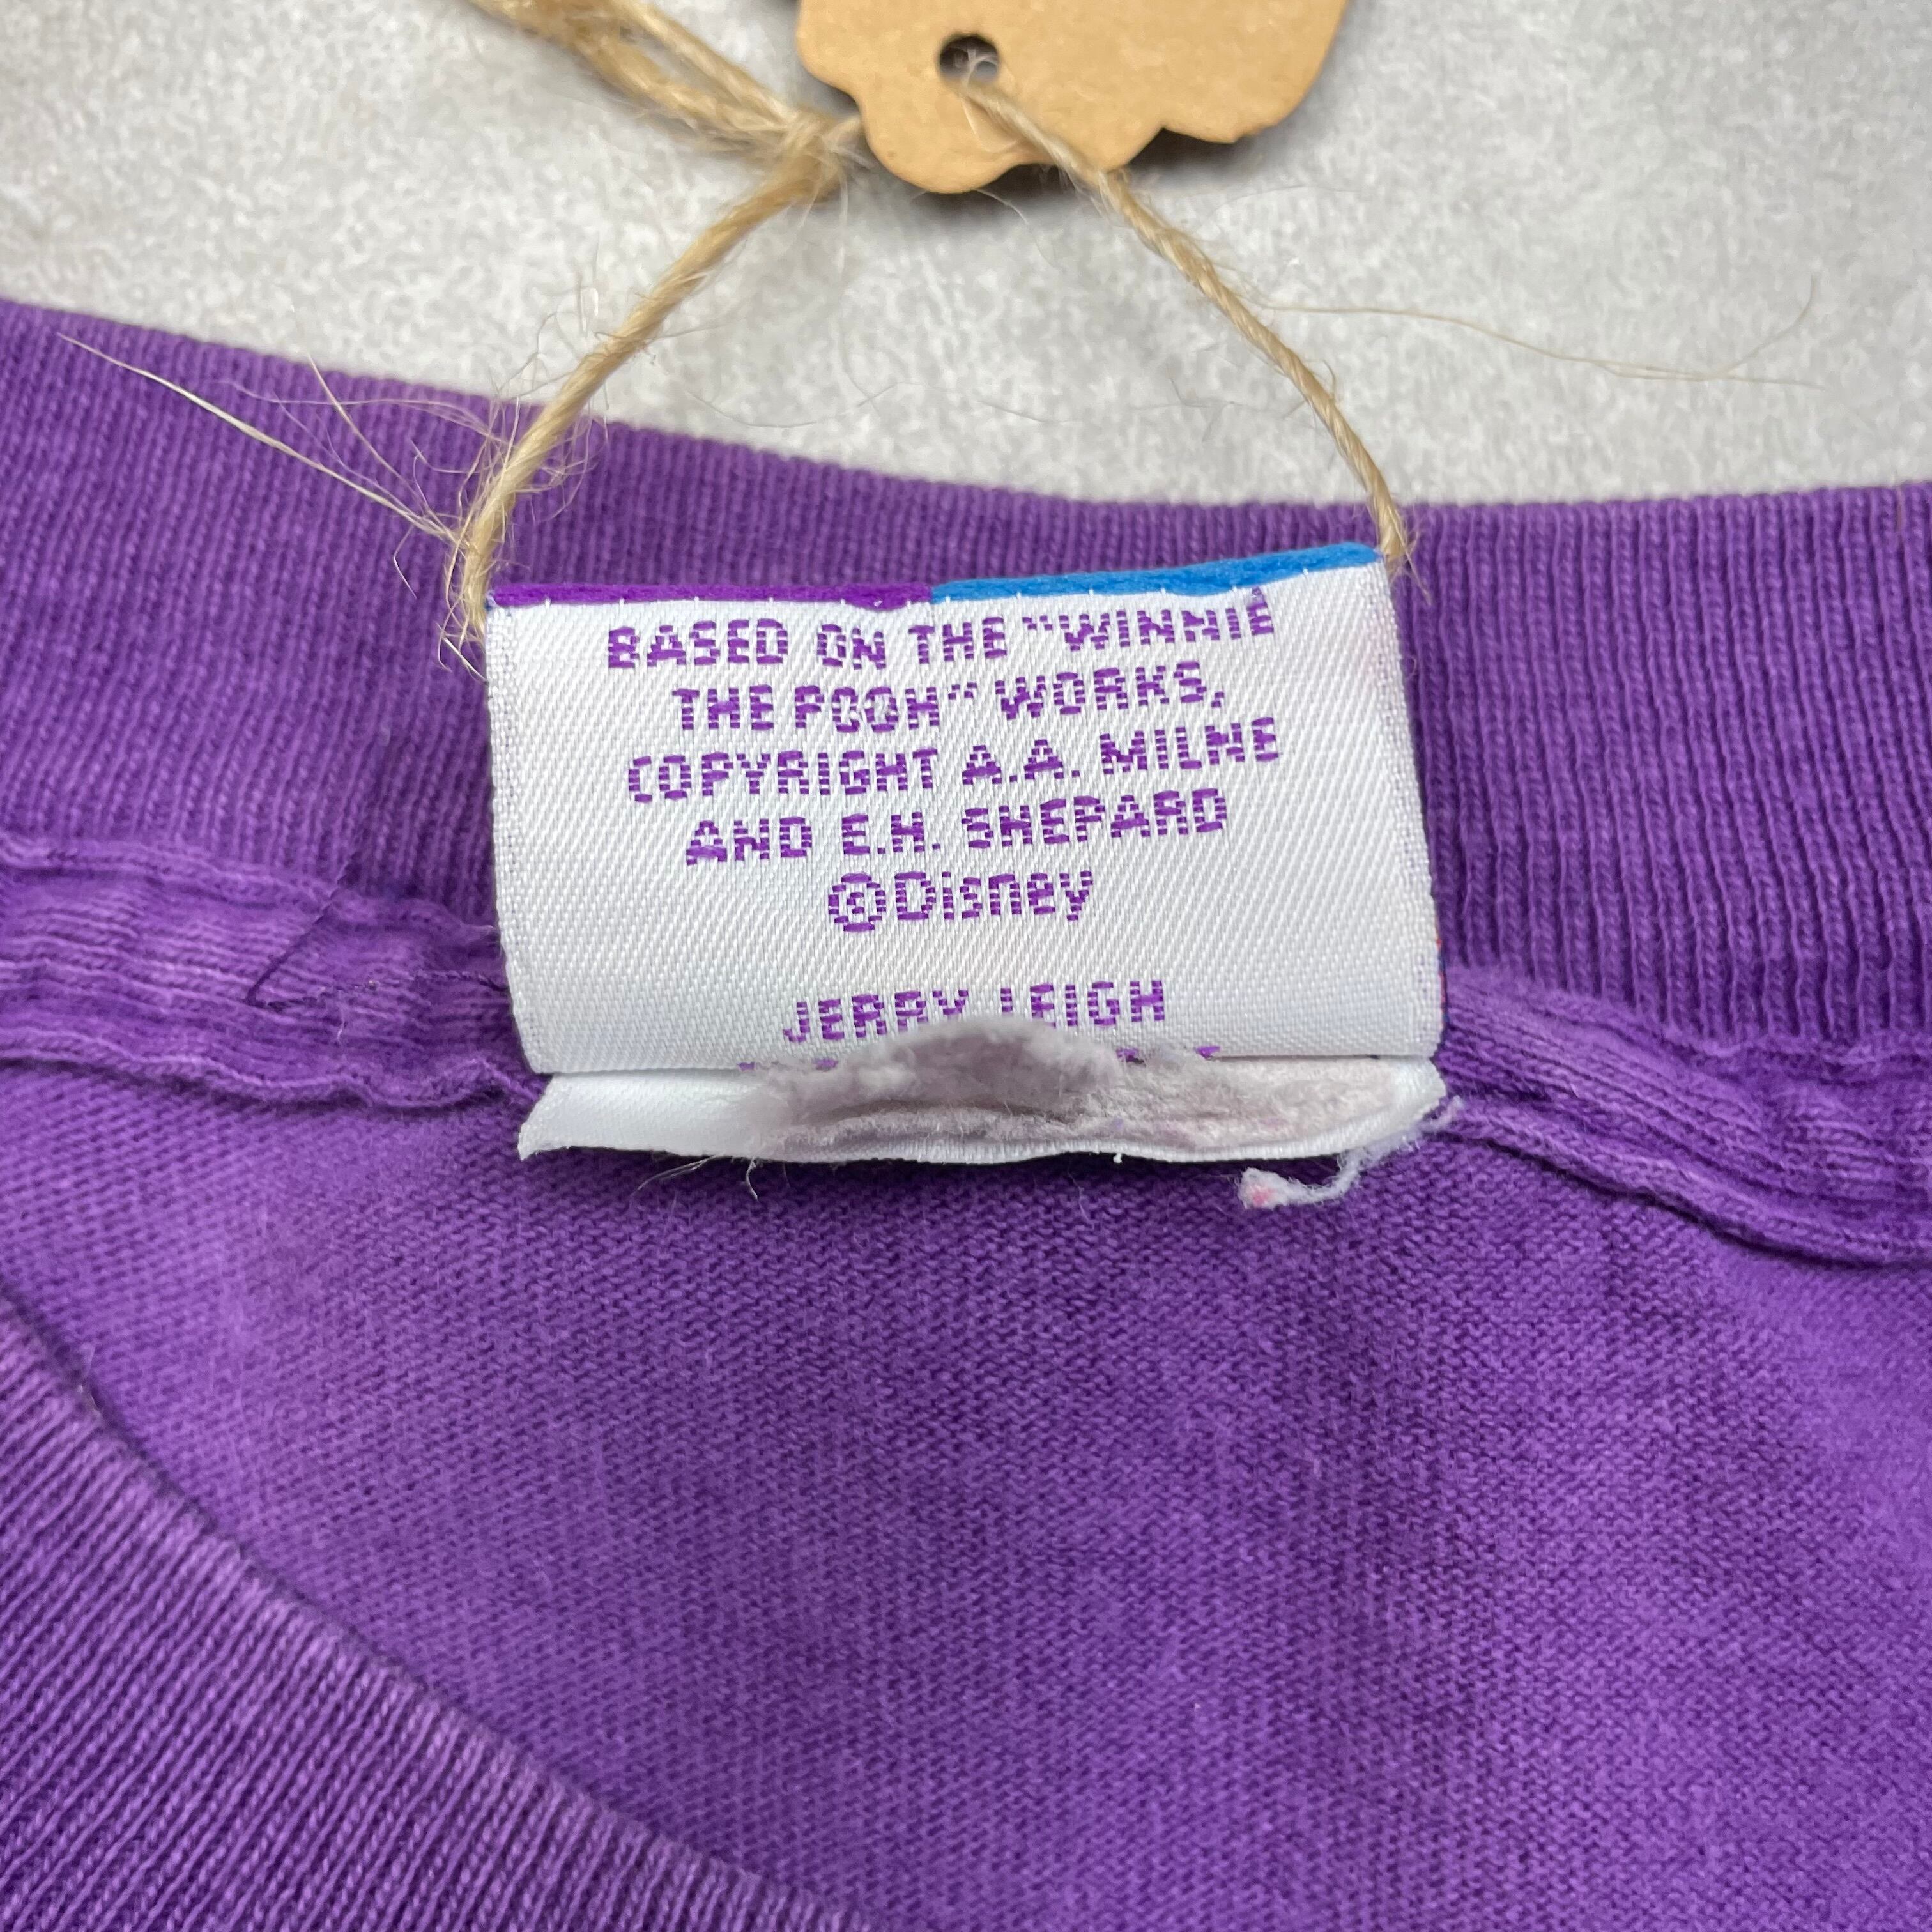 BASED ON THE "WINNIE
THE POOH" WORKS,
COPYRIGHT A.A. MILNE
AND E.H. SHEPARD
©Disney
JERRY LEIGH